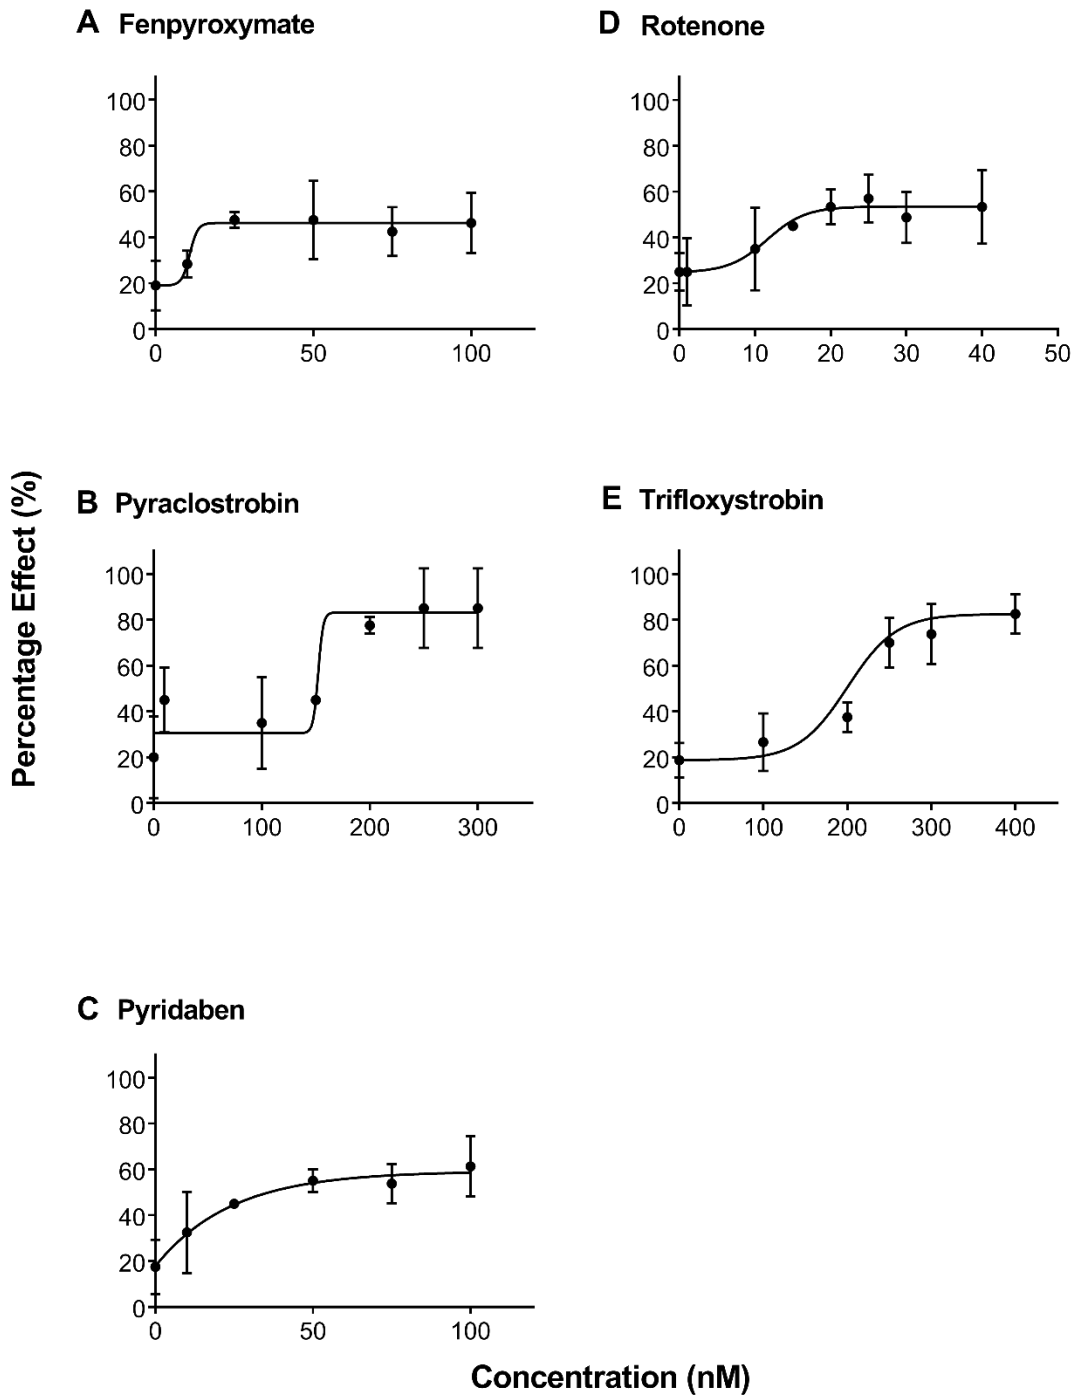 A Fenpyroxymate
100
80
60
40
20
0
0 50 100
D Rotenone
100
80
60
40
20
0
0 10 20 30 40 50
Percentage Effect (%)
B Pyraclostrobin
100
80
60
40
20
0
0 100 200 300
E Trifloxystrobin
100
80
60
40
20
0
0 100 200 300 400
C Pyridaben
100
80
60
40
20
0
0 50 100
Concentration (nM)